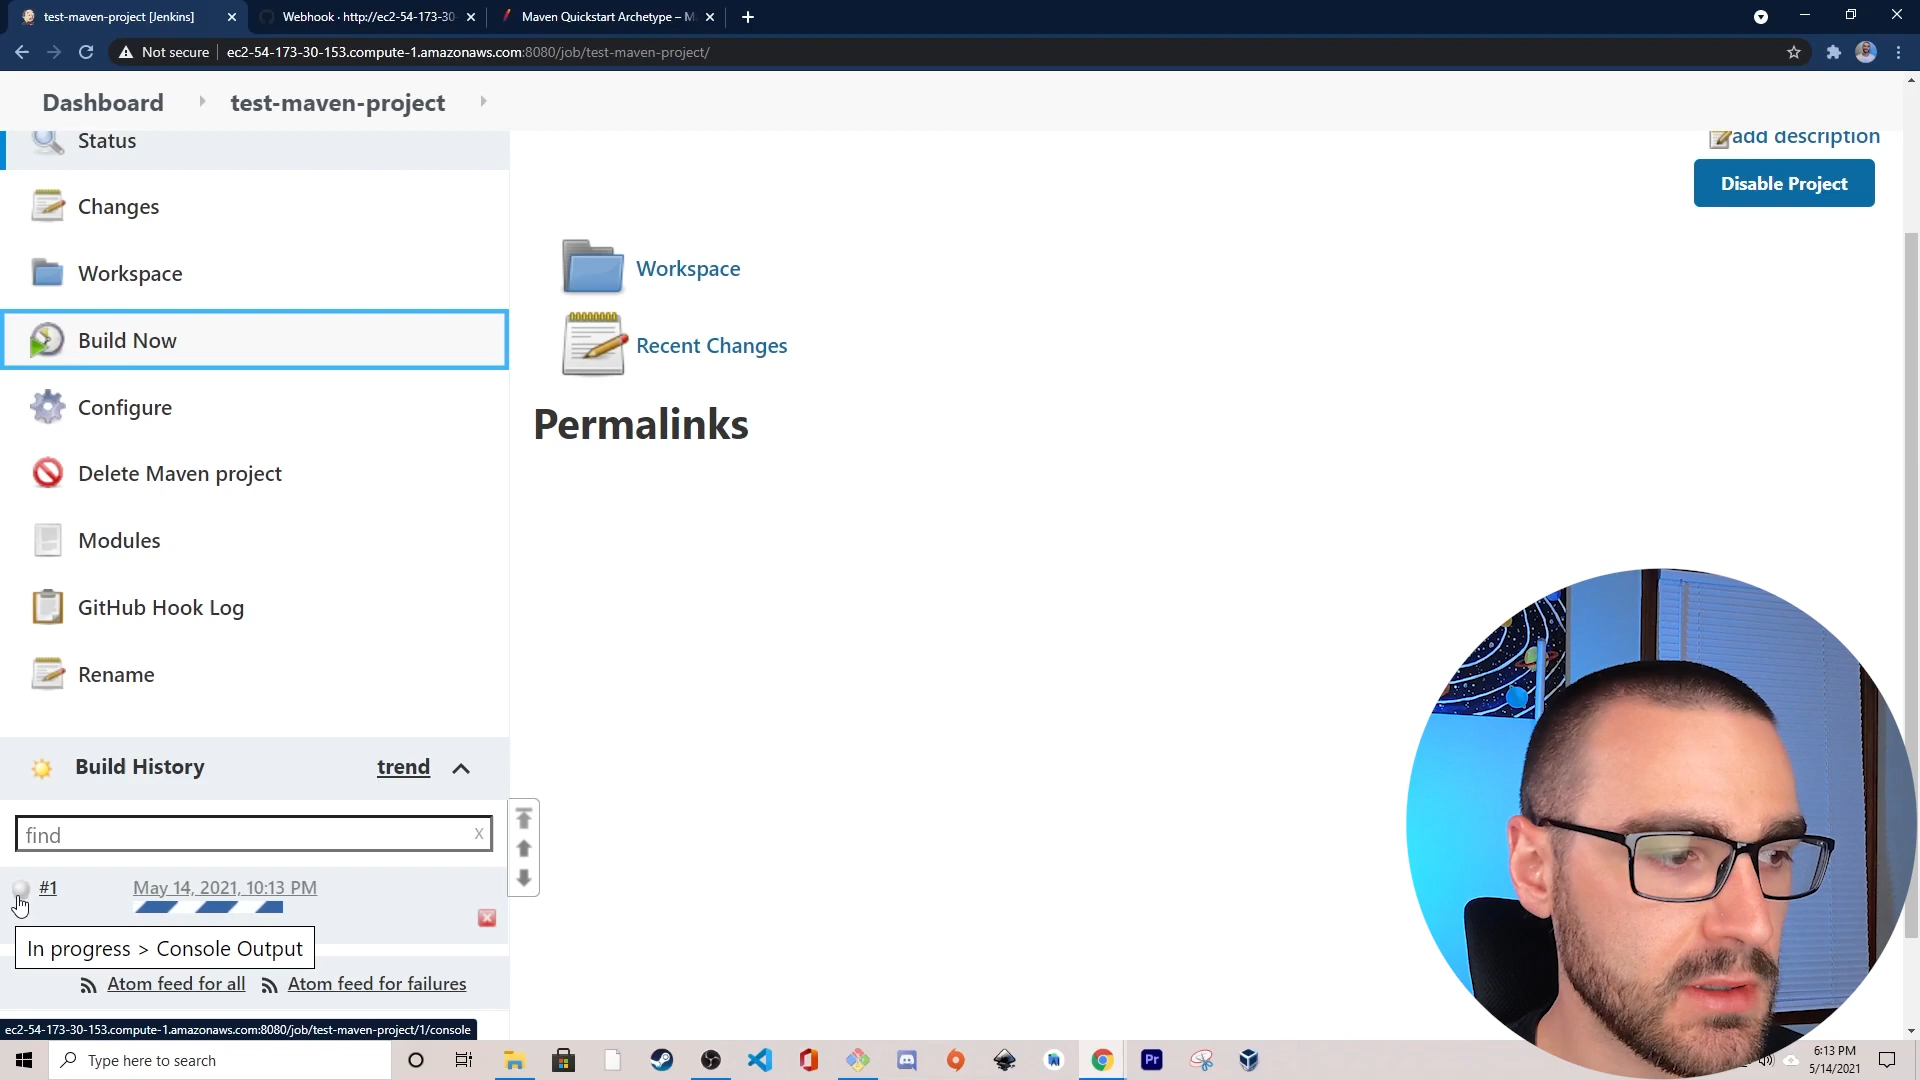 test-maven-project [Jenkins]
Webhook · http://ec2-54-173-30-
Maven Quickstart Archetype – M
Not secure
ec2-54-173-30-153.compute-1.amazonaws.com:8080/job/test-maven-project/
Dashboard
test-maven-project
Status
add description
Disable Project
Changes
Workspace
Workspace
Build Now
Recent Changes
Configure
Permalinks
Delete Maven project
Modules
GitHub Hook Log
Rename
Build History
trend
find
x
#1
May 14, 2021, 10:13 PM
In progress > Console Output
Atom feed for all
Atom feed for failures
ec2-54-173-30-153.compute-1.amazonaws.com:8080/job/test-maven-project/1/console
Type here to search
Pr
6:13 PM
5/14/2021